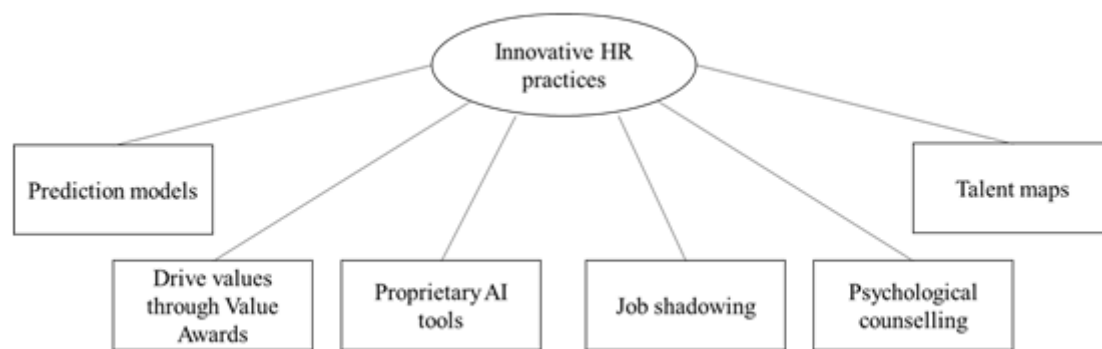 Innovative HR
practices
Prediction models
Talent maps
Drive values
through Value
Awards
Proprietary AI
tools
Job shadowing
Psychological
counselling